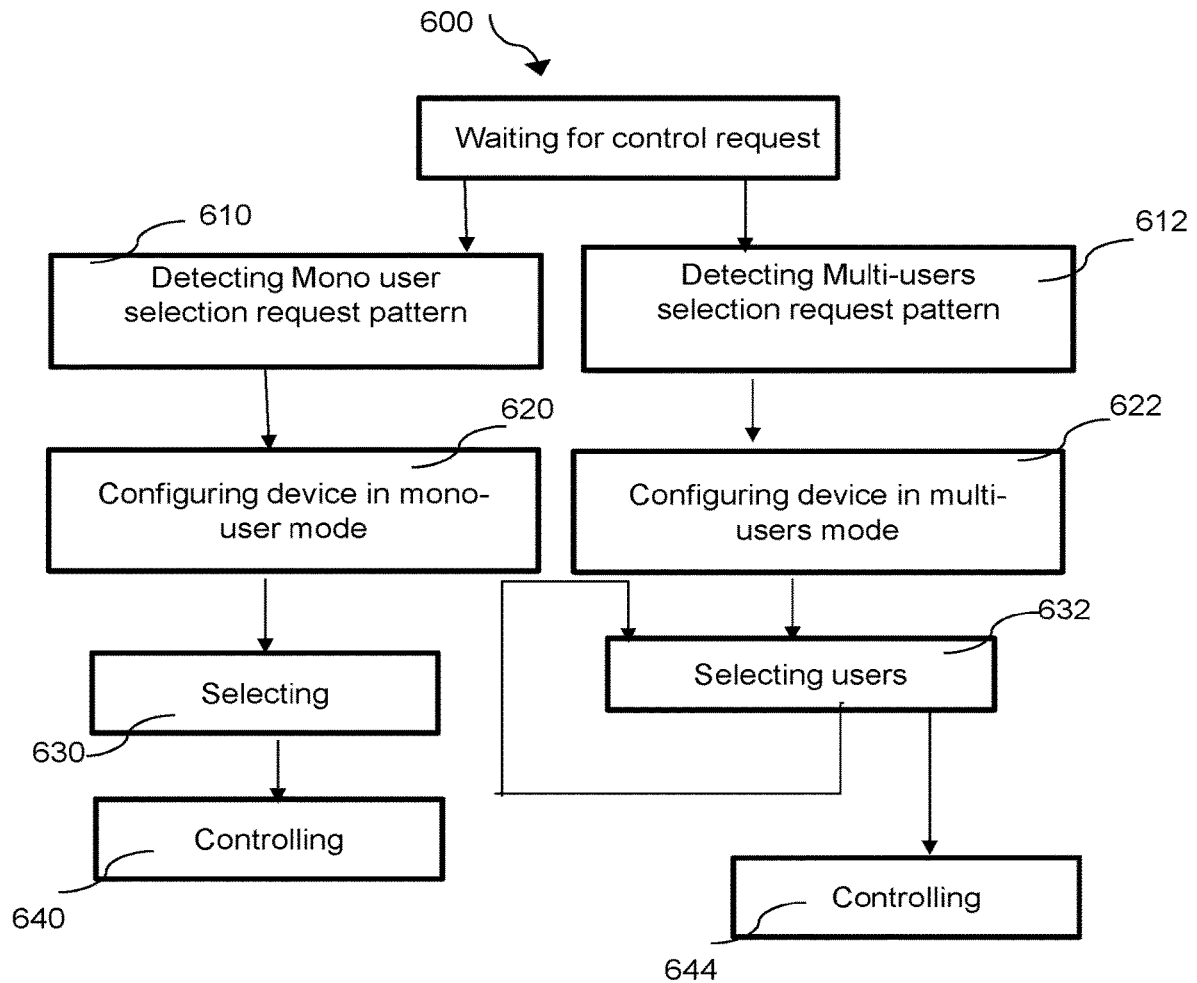 600
Waiting for control request
610
612
Detecting Mono user
selection request pattern
Detecting Multi-users
selection request pattern
620
622
Configuring device in mono-
user mode
Configuring device in multi-
users mode
632
Selecting
Selecting users
630
Controlling
640
Controlling
644